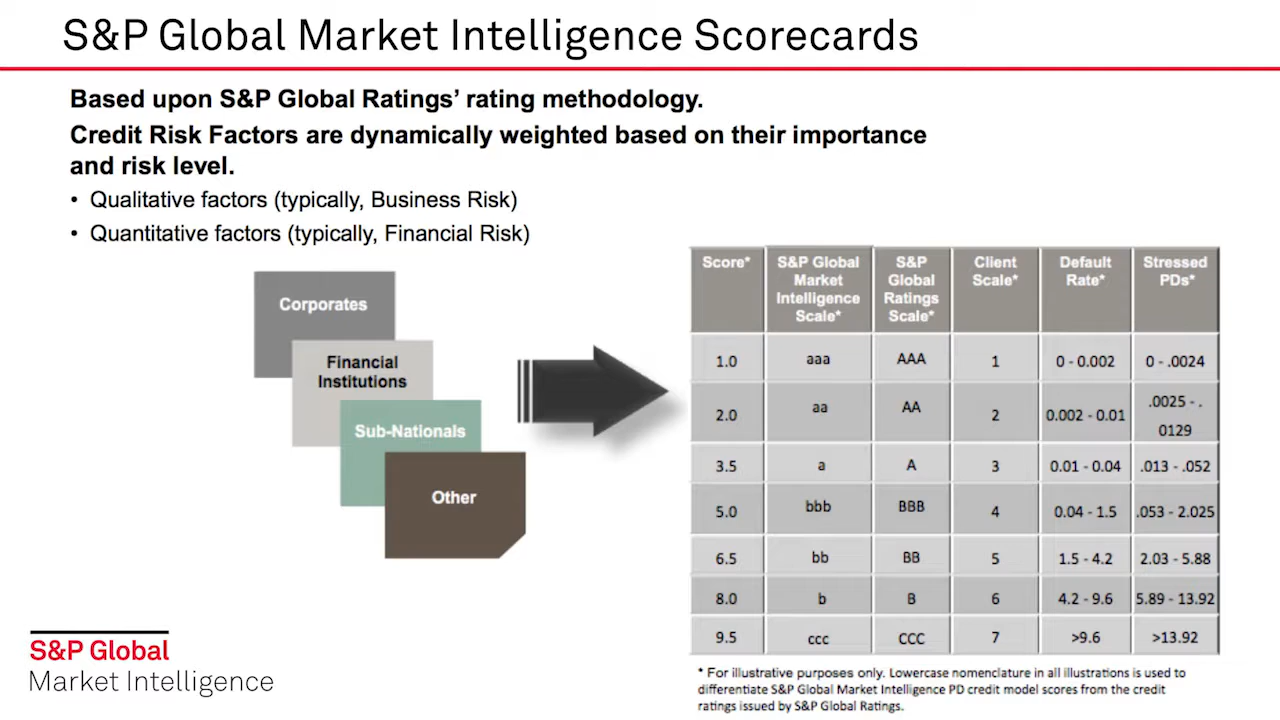 S&P Global Market Intelligence Scorecards
Based upon S&P Global Ratings' rating methodology.
Credit Risk Factors are dynamically weighted based on their importance
and risk level.
• Qualitative factors (typically, Business Risk)
• Quantitative factors (typically, Financial Risk)
Corporates
Financial
Institutions
Sub-Nationals
Other
Score* S&P Global Market Intelligence Scale* S&P Global Ratings Scale* Client Scale* Default Rate* Stressed PDs*
1.0 aaa AAA 1 0 - 0.002 0 - .0024
2.0 aa AA 2 0.002 - 0.01 .0025 - .0129
3.5 a A 3 0.01 - 0.04 .013 - .052
5.0 bbb BBB 4 0.04 - 1.5 .053 - 2.025
6.5 bb BB 5 1.5 - 4.2 2.03 - 5.88
8.0 b B 6 4.2 - 9.6 5.89 - 13.92
9.5 ccc CCC 7 >9.6 >13.92
* For illustrative purposes only. Lowercase nomenclature in all illustrations is used to
differentiate S&P Global Market Intelligence PD credit model scores from the credit
ratings issued by S&P Global Ratings.
S&P Global
Market Intelligence